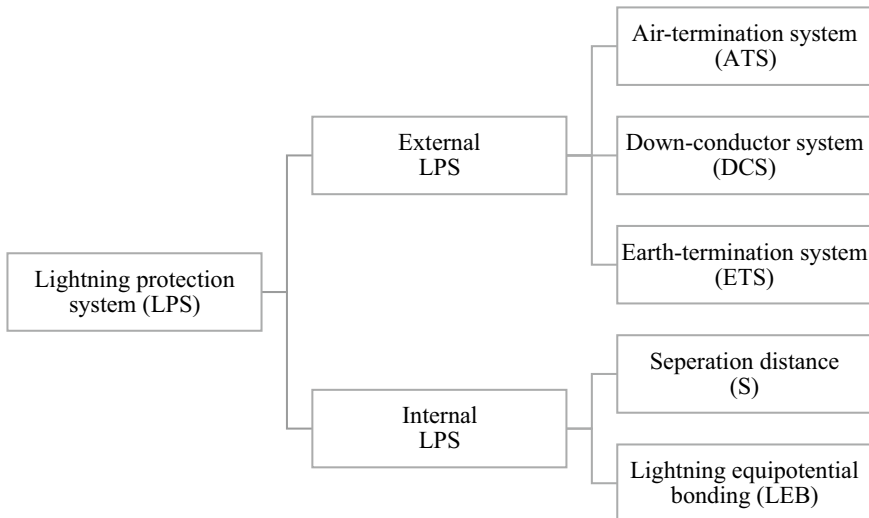 Lightning protection
system (LPS)
External
LPS
Air-termination system
(ATS)
Down-conductor system
(DCS)
Earth-termination system
(ETS)
Internal
LPS
Seperation distance
(S)
Lightning equipotential
bonding (LEB)